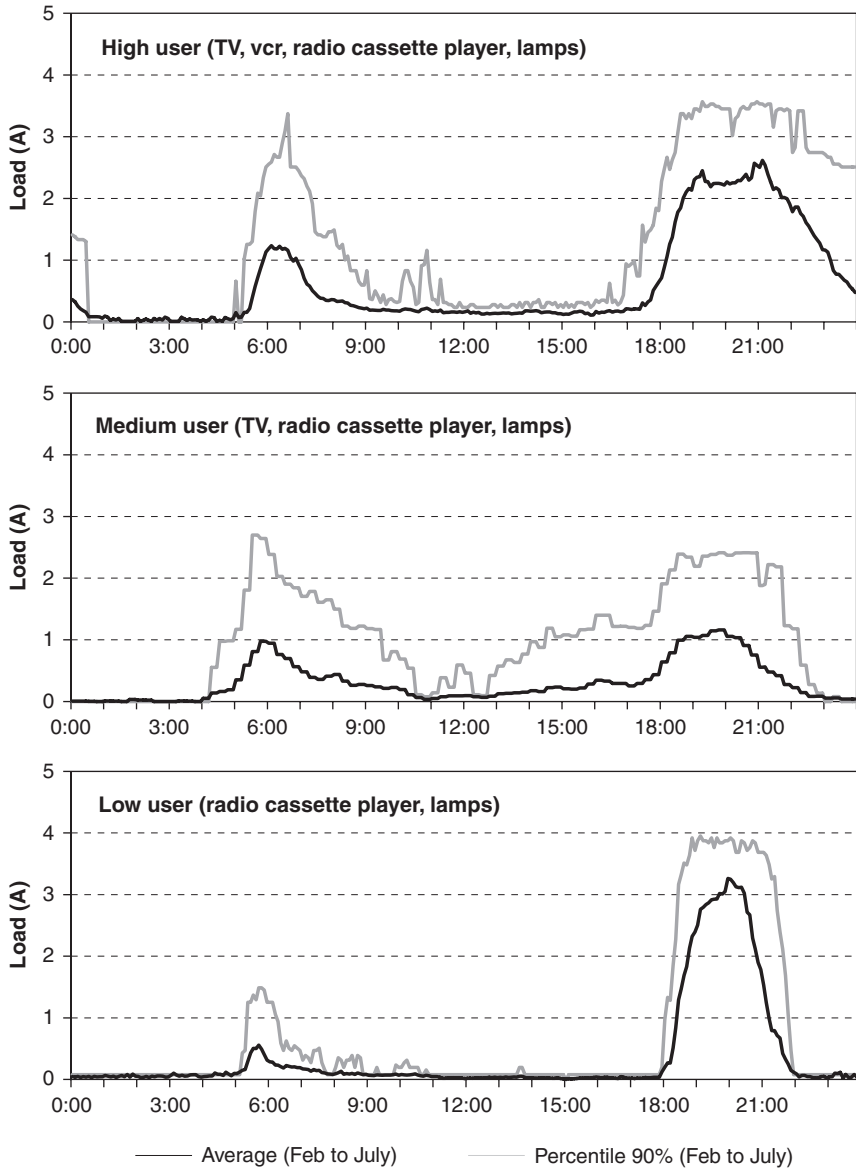 High user (TV, vcr, radio cassette player, lamps)
Load (A)
5
4
3
2
1
0
0:00 3:00 6:00 9:00 12:00 15:00 18:00 21:00
Medium user (TV, radio cassette player, lamps)
Load (A)
5
4
3
2
1
0
0:00 3:00 6:00 9:00 12:00 15:00 18:00 21:00
Low user (radio cassette player, lamps)
Load (A)
5
4
3
2
1
0
0:00 3:00 6:00 9:00 12:00 15:00 18:00 21:00
Average (Feb to July) Percentile 90% (Feb to July)